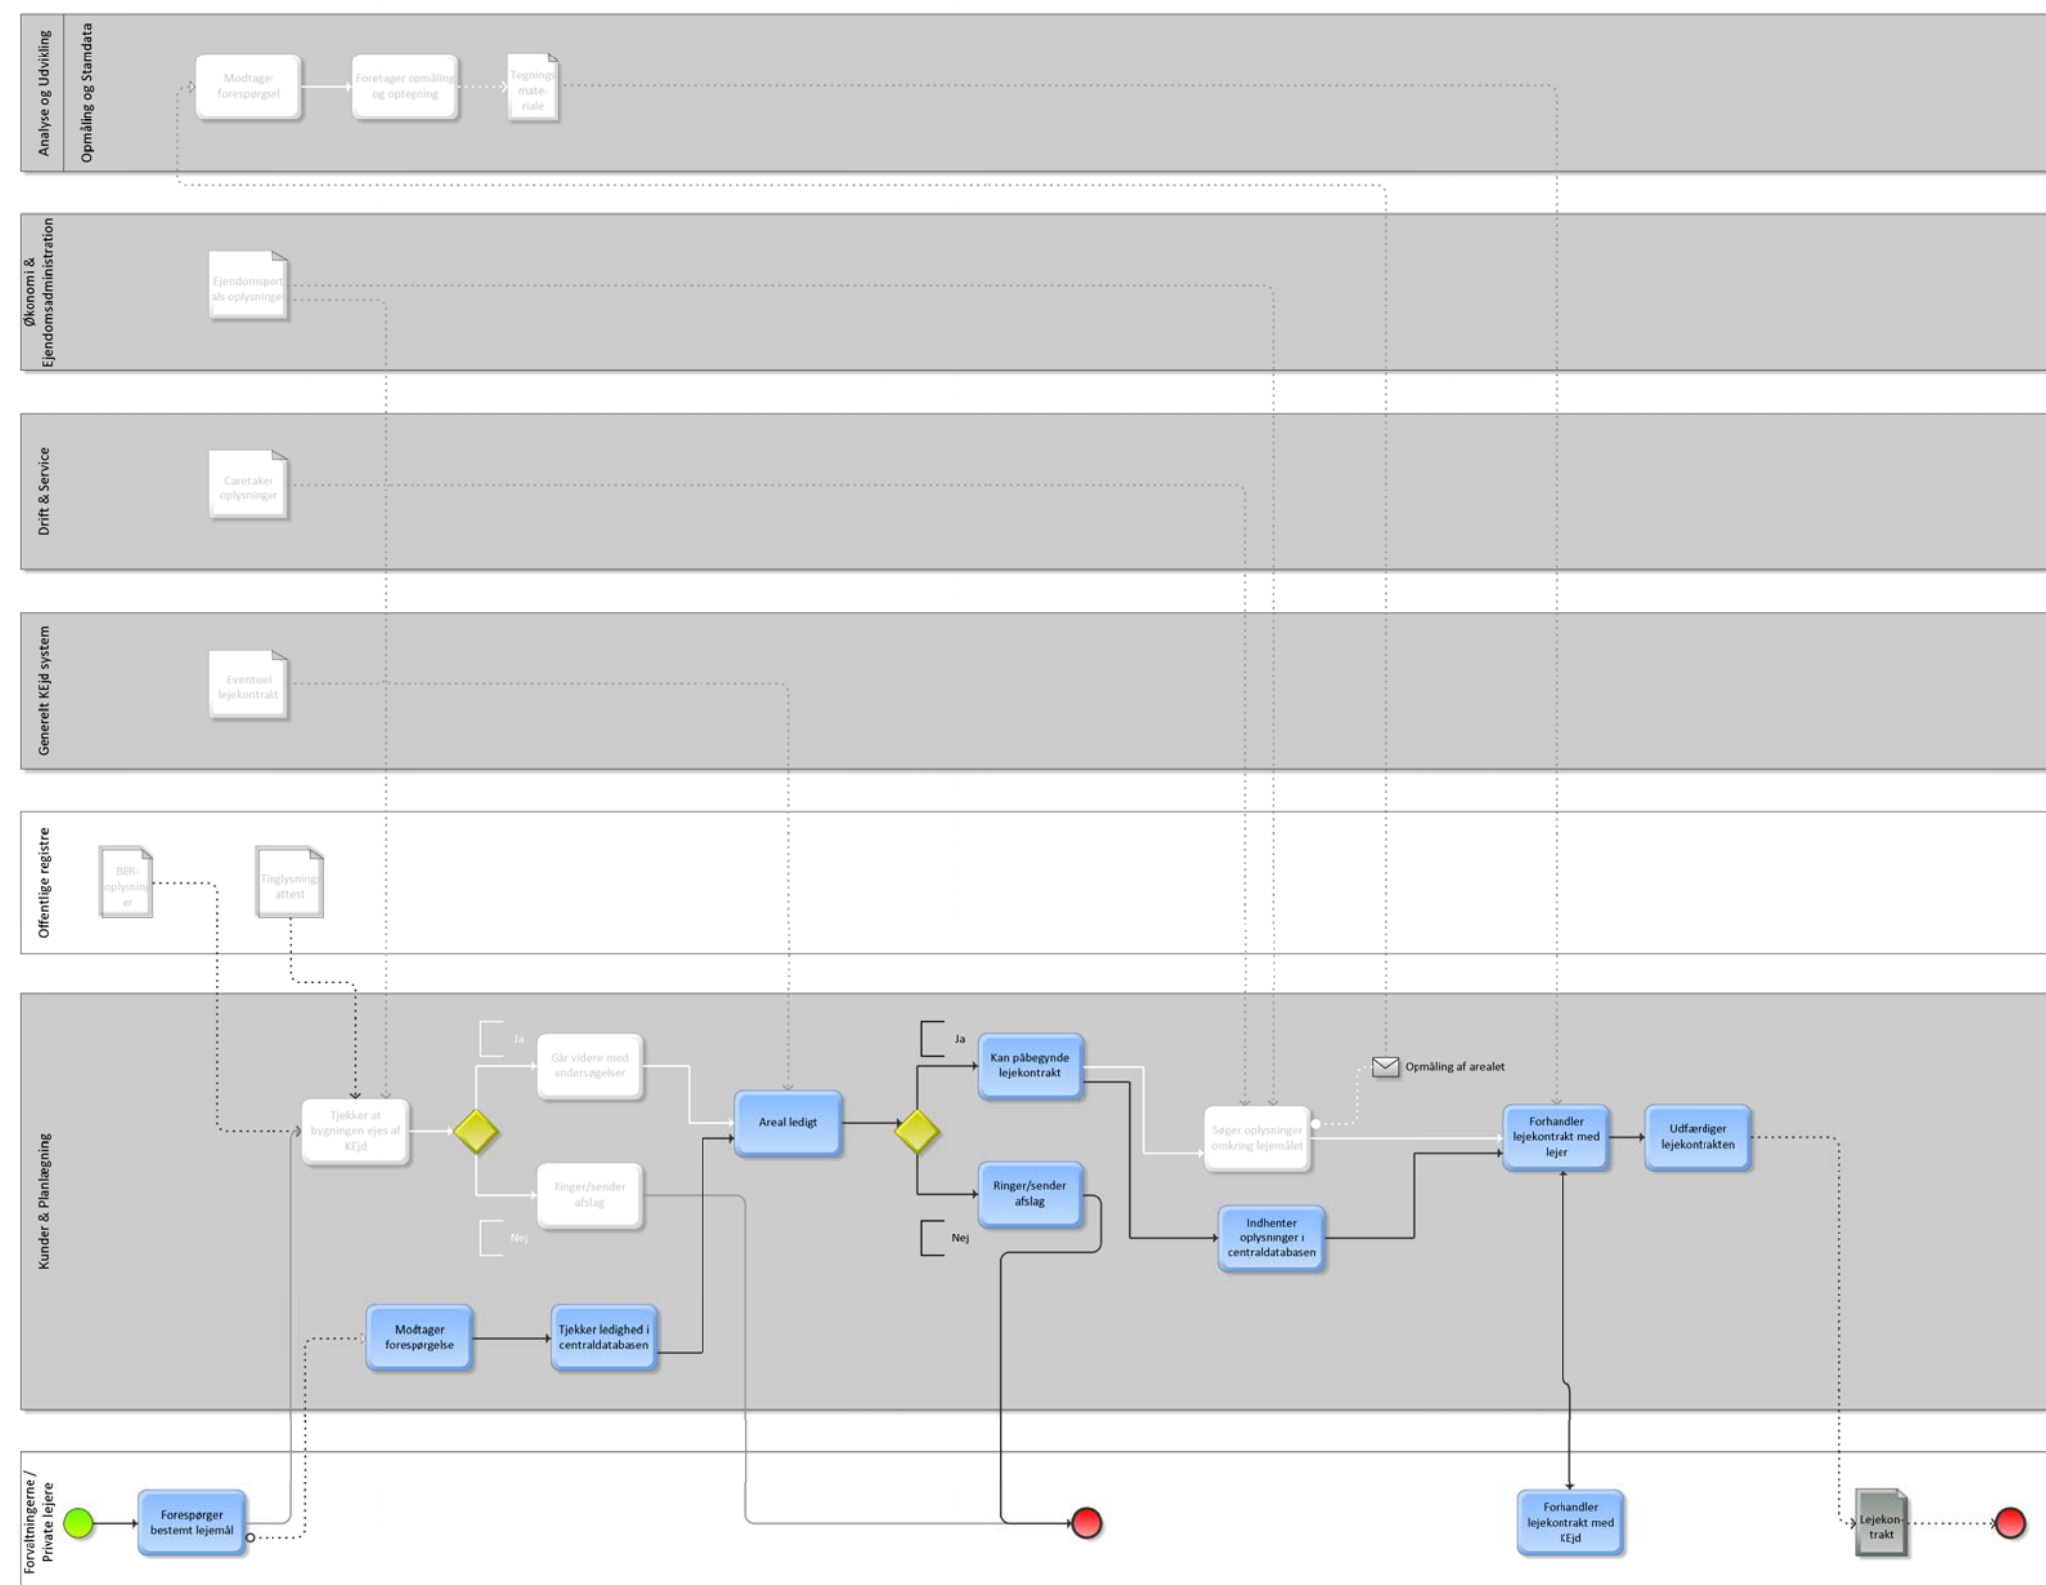 Analyse og Udvikling
Opmåling og Stamdata
Modtager
forespørgsel
Foretager opmåling
og optegning
Tegnings
mate-
riale
Økonomi &
Ejendomsadministration
Ejendomsport
als oplysninger
Drift & Service
Caretaker
oplysninger
Generelt KEjd system
Eventuel
lejekontrakt
Offentlige registre
BBR-
oplysning
er
Tinglysnings
attest
Kunder & Planlægning
Tjekker at
bygningen ejes af
KEjd
Ja
Går videre med
undersøgelser
Ringer/sender
afslag
Nej
Modtager
forespørgelse
Tjekker ledighed i
centraldatabasen
Areal ledigt
Ja
Kan påbegynde
lejekontrakt
Ringer/sender
afslag
Nej
Søger oplysninger
omkring lejemålet
Opmåling af arealet
Indhenter
oplysninger i
centraldatabasen
Forhandler
lejekontrakt med
lejer
Udfærdiger
lejekontrakten
Forvaltningerne /
Private lejere
Forespørger
bestemt lejemål
Forhandler
lejekontrakt med
KEjd
Lejekon-
trakt